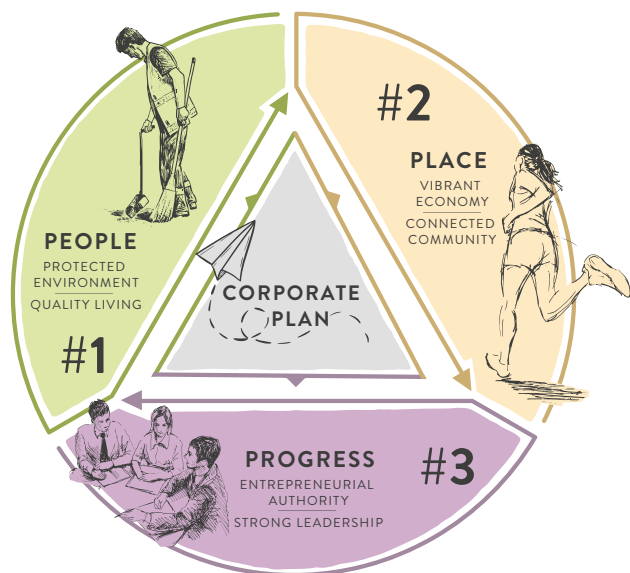 PEOPLE
PROTECTED
ENVIRONMENT
QUALITY LIVING
#1
#2
PLACE
VIBRANT
ECONOMY
CONNECTED
COMMUNITY
CORPORATE
PLAN
PROGRESS
ENTREPRENEURIAL
AUTHORITY
STRONG LEADERSHIP
#3